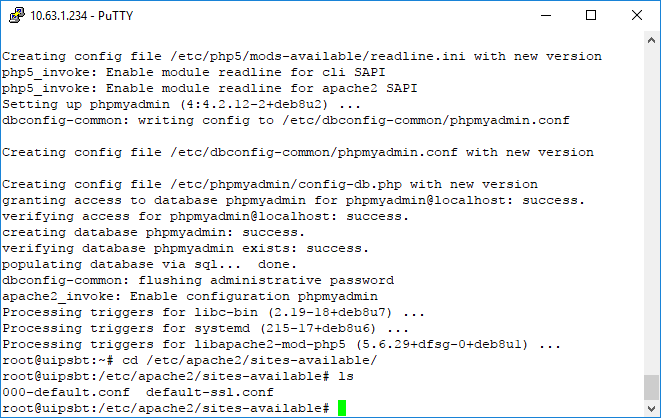 10.63.1.234 - PuTTY
Creating config file /etc/php5/mods-available/readline.ini with new version
php5_invoke: Enable module readline for cli SAPI
php5_invoke: Enable module readline for apache2 SAPI
Setting up phpmyadmin (4:4.2.12-2+deb8u2) ...
dbconfig-common: writing config to /etc/dbconfig-common/phpmyadmin.conf
Creating config file /etc/dbconfig-common/phpmyadmin.conf with new version
Creating config file /etc/phpmyadmin/config-db.php with new version
granting access to database phpmyadmin for phpmyadmin@localhost: success.
verifying access for phpmyadmin@localhost: success.
creating database phpmyadmin: success.
verifying database phpmyadmin exists: success.
populating database via sql...  done.
dbconfig-common: flushing administrative password
apache2_invoke: Enable configuration phpmyadmin
Processing triggers for libc-bin (2.19-18+deb8u7) ...
Processing triggers for systemd (215-17+deb8u6) ...
Processing triggers for libapache2-mod-php5 (5.6.29+dfsg-0+deb8u1) ...
root@uipsbt:~# cd /etc/apache2/sites-available/
root@uipsbt:/etc/apache2/sites-available# ls
000-default.conf  default-ssl.conf
root@uipsbt:/etc/apache2/sites-available#